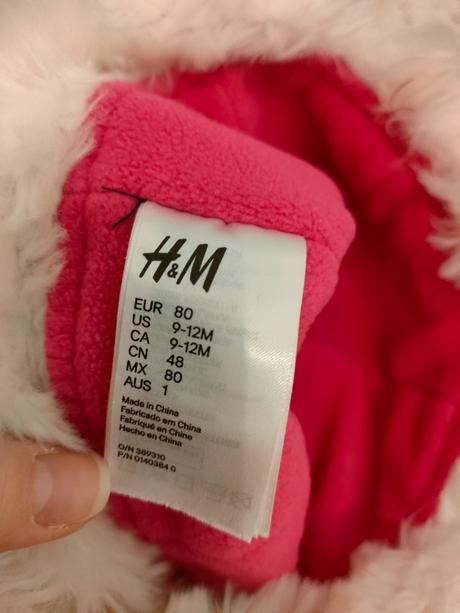 H&M
EUR 80
US 9-12M
CA 9-12M
CN 48
MX 80
AUS 1
Made in China
Fabricado em China
Fabriqué en Chine
Hecho en China
O/N 389310
P/N 0140384 0